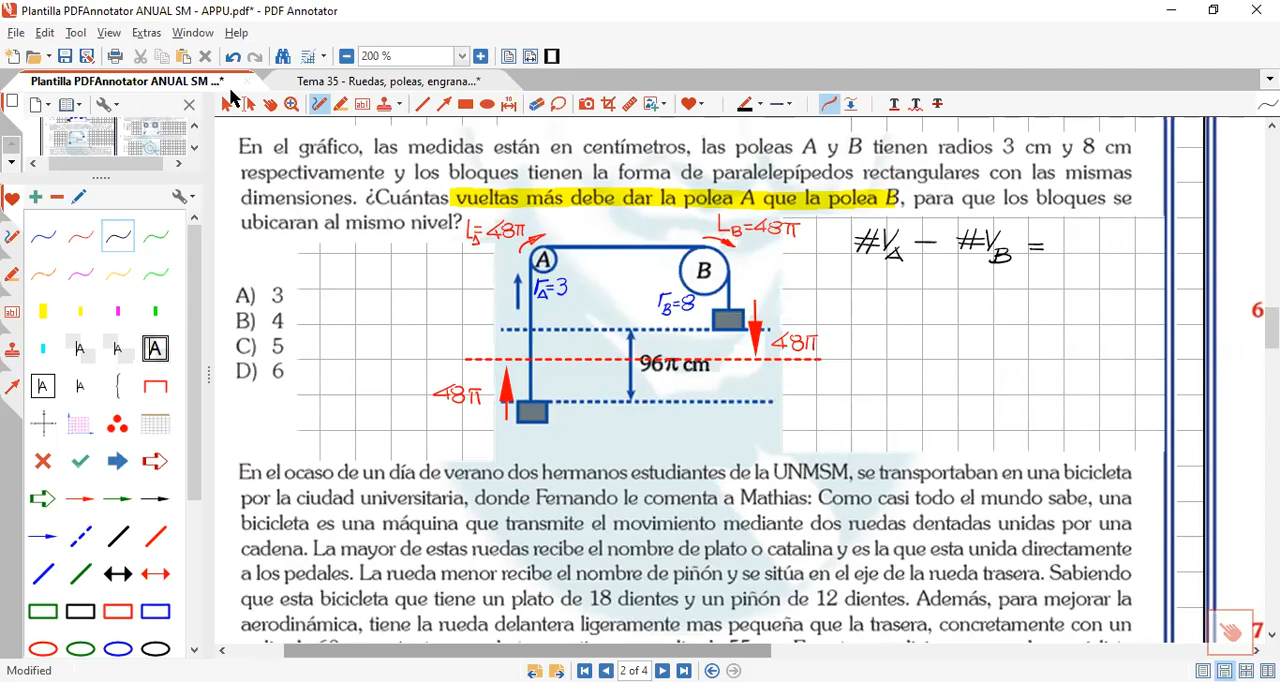 Plantilla PDFAnnotator ANUAL SM - APPU.pdf* - PDF Annotator
File Edit Tool View Extras Window Help
200 %
Plantilla PDFAnnotator ANUAL SM ...* Tema 35 - Ruedas, poleas, engrana...*
En el gráfico, las medidas están en centímetros, las poleas A y B tienen radios 3 cm y 8 cm
respectivamente y los bloques tienen la forma de paralelepípedos rectangulares con las mismas
dimensiones. ¿Cuántas vueltas más debe dar la polea A que la polea B, para que los bloques se
ubicaran al mismo nivel?
L_A=48π
L_B=48π
#V_A - #V_B =
A
B
r_A=3
r_B=8
A) 3
B) 4
C) 5
D) 6
48π
96π cm
48π
6
En el ocaso de un día de verano dos hermanos estudiantes de la UNMSM, se transportaban en una bicicleta
por la ciudad universitaria, donde Fernando le comenta a Mathias: Como casi todo el mundo sabe, una
bicicleta es una máquina que transmite el movimiento mediante dos ruedas dentadas unidas por una
cadena. La mayor de estas ruedas recibe el nombre de plato o catalina y es la que esta unida directamente
a los pedales. La rueda menor recibe el nombre de piñón y se sitúa en el eje de la rueda trasera. Sabiendo
que esta bicicleta que tiene un plato de 18 dientes y un piñón de 12 dientes. Además, para mejorar la
aerodinámica, tiene la rueda delantera ligeramente mas pequeña que la trasera, concretamente con un
7
Modified
2 of 4